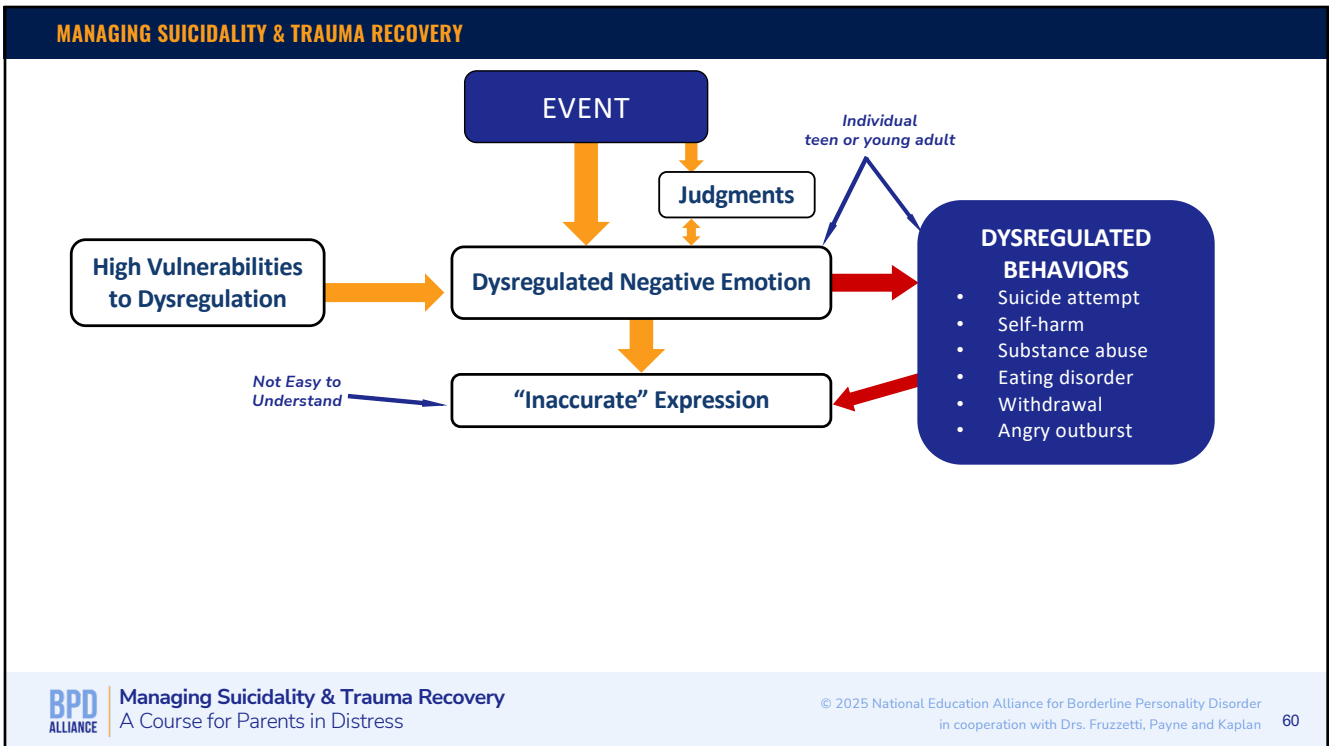 MANAGING SUICIDALITY & TRAUMA RECOVERY
EVENT
Individual
teen or young adult
Judgments
High Vulnerabilities
to Dysregulation
Dysregulated Negative Emotion
DYSREGULATED
BEHAVIORS
• Suicide attempt
• Self-harm
• Substance abuse
• Eating disorder
• Withdrawal
• Angry outburst
Not Easy to
Understand
“Inaccurate” Expression
BPD
ALLIANCE
Managing Suicidality & Trauma Recovery
A Course for Parents in Distress
© 2025 National Education Alliance for Borderline Personality Disorder
in cooperation with Drs. Fruzzetti, Payne and Kaplan
60